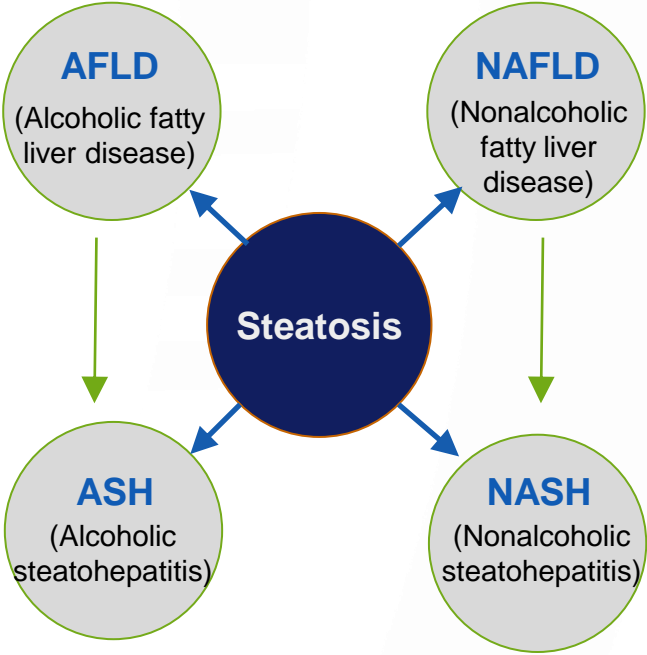 AFLD
(Alcoholic fatty
liver disease)
NAFLD
(Nonalcoholic
fatty liver
disease)
Steatosis
ASH
(Alcoholic
steatohepatitis)
NASH
(Nonalcoholic
steatohepatitis)